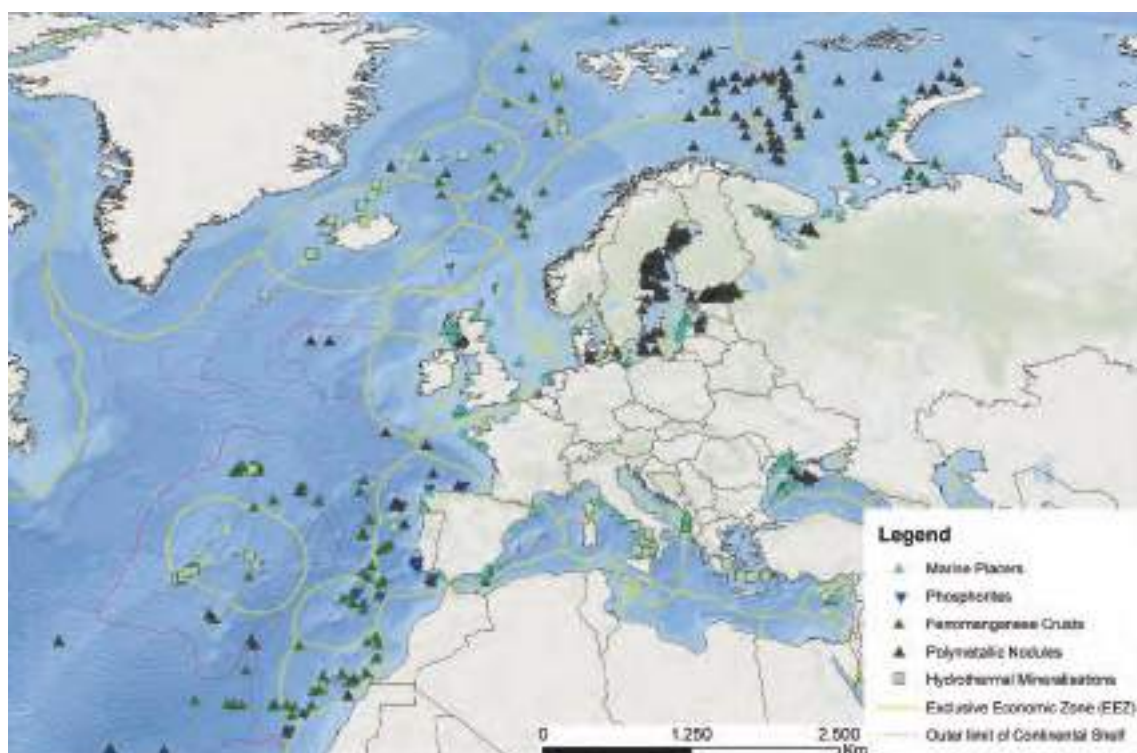 Legend
Marine Placers
Phosphorites
Ferromanganese Crusts
Polymetallic Nodules
Hydrothermal Mineralisations
Exclusive Economic Zone (EEZ)
Outer limit of Continental Shelf
0 1.250 2.500
Km